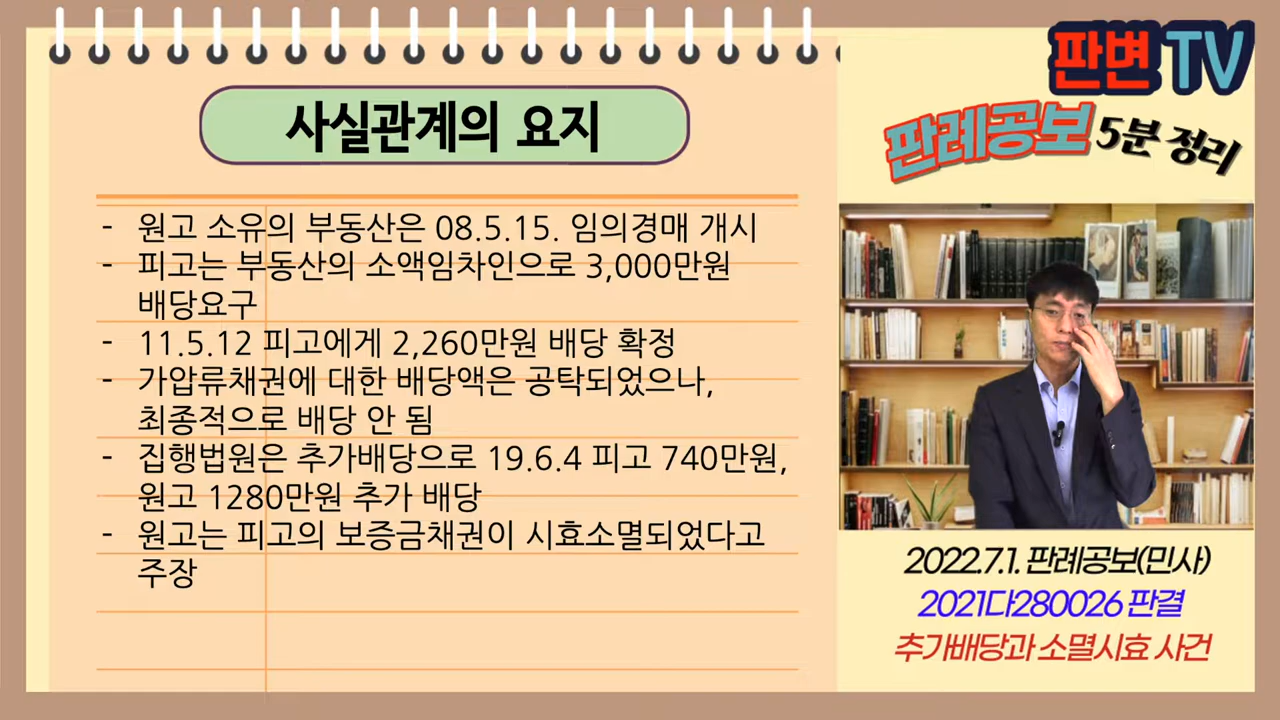 사실관계의 요지
- 원고 소유의 부동산은 08.5.15. 임의경매 개시
- 피고는 부동산의 소액임차인으로 3,000만원
배당요구
- 11.5.12 피고에게 2,260만원 배당 확정
- 가압류채권에 대한 배당액은 공탁되었으나,
최종적으로 배당 안 됨
- 집행법원은 추가배당으로 19.6.4 피고 740만원,
원고 1280만원 추가 배당
- 원고는 피고의 보증금채권이 시효소멸되었다고
주장
판변 TV
판례공보 5분 정리
2022.7.1. 판례공보(민사)
2021다280026 판결
추가배당과 소멸시효 사건